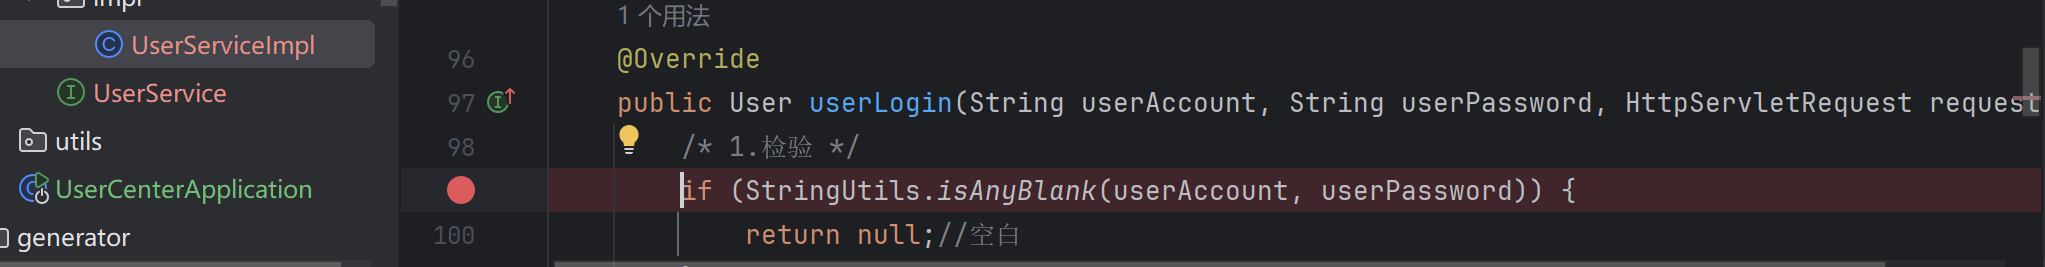 impl
UserServiceImpl
UserService
utils
UserCenterApplication
generator
1 个用法
96 @Override
97 public User userLogin(String userAccount, String userPassword, HttpServletRequest request
98 /* 1.检验 */
if (StringUtils.isAnyBlank(userAccount, userPassword)) {
100 return null;//空白